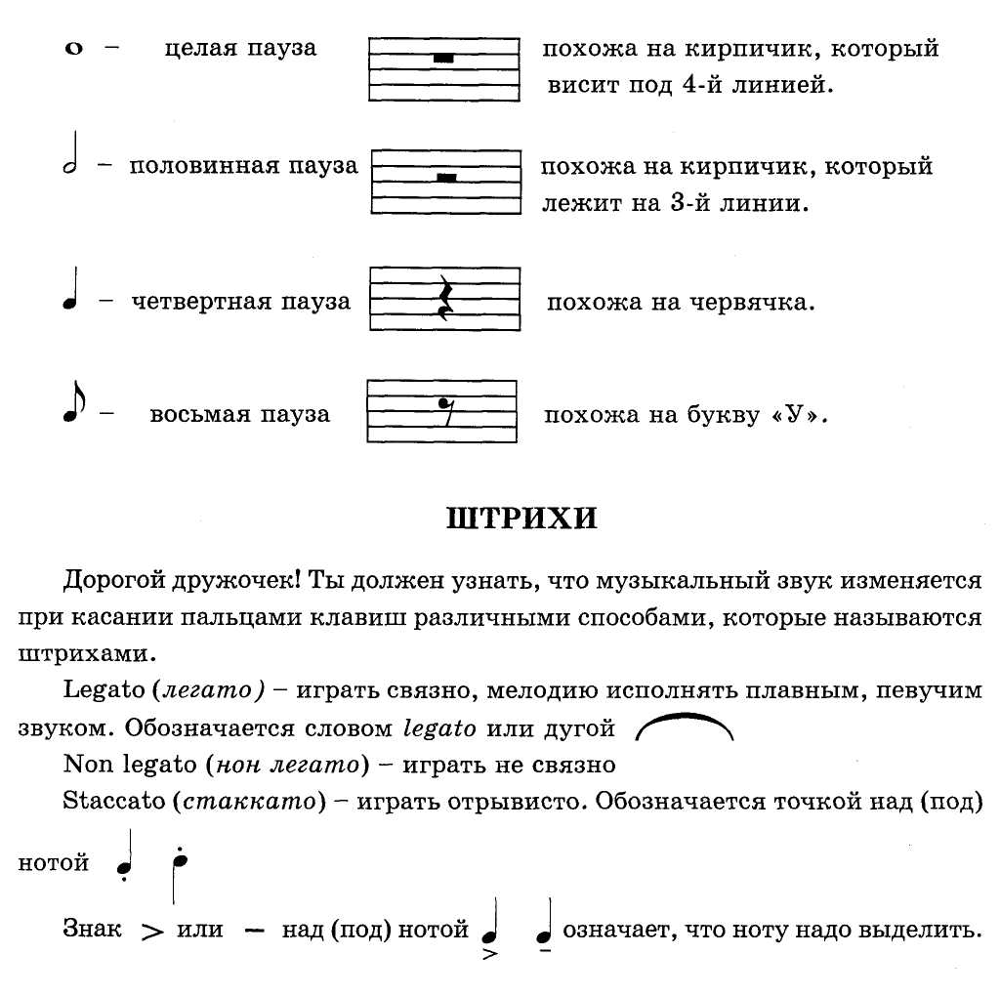 – целая пауза похожа на кирпичик, который
висит под 4-й линией.
– половинная пауза похожа на кирпичик, который
лежит на 3-й линии.
– четвертная пауза похожа на червячка.
– восьмая пауза похожа на букву «У».
ШТРИХИ
Дорогой дружочек! Ты должен узнать, что музыкальный звук изменяется
при касании пальцами клавиш различными способами, которые называются
штрихами.
Legato (легато) – играть связно, мелодию исполнять плавным, певучим
звуком. Обозначается словом legato или дугой
Non legato (нон легато) – играть не связно
Staccato (стаккато) – играть отрывисто. Обозначается точкой над (под)
нотой
Знак > или – над (под) нотой означает, что ноту надо выделить.